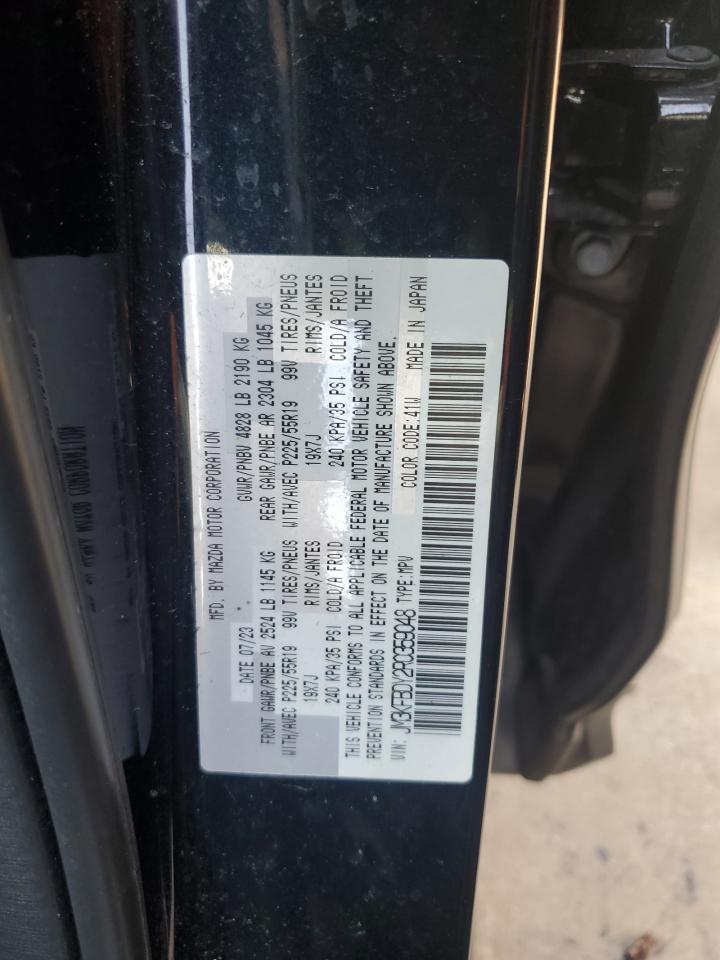 MFD. BY MAZDA MOTOR CORPORATION
DATE 07/23 GVWR/PNBV 4828 LB 2190 KG
FRONT GAWR/PNBE AV 2524 LB 1145 KG REAR GAWR/PNBE AR 2304 LB 1045 KG
WITH/AVEC P225/55R19 99V TIRES/PNEUS WITH/AVEC P225/55R19 99V TIRES/PNEUS
19X7J RIMS/JANTES 19X7J RIMS/JANTES
240 KPA/35 PSI COLD/A FROID 240 KPA/35 PSI COLD/A FROID
THIS VEHICLE CONFORMS TO ALL APPLICABLE FEDERAL MOTOR VEHICLE SAFETY AND THEFT
PREVENTION STANDARDS IN EFFECT ON THE DATE OF MANUFACTURE SHOWN ABOVE.
VIN: JM3KFBDY2R0359048 TYPE:MPV COLOR CODE:41W MADE IN JAPAN
MAZDA MOTOR CORPORATION